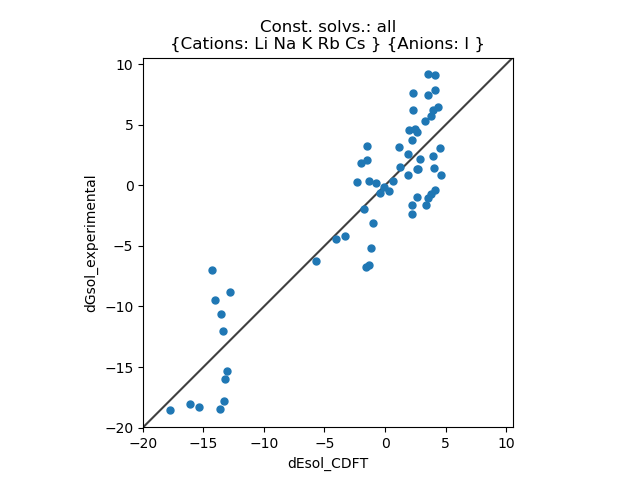 Const. solvs.: all
{Cations: Li Na K Rb Cs } {Anions: I }
10
5
0
−5
−10
−15
−20
dGsol_experimental
−20 −15 −10 −5 0 5 10
dEsol_CDFT